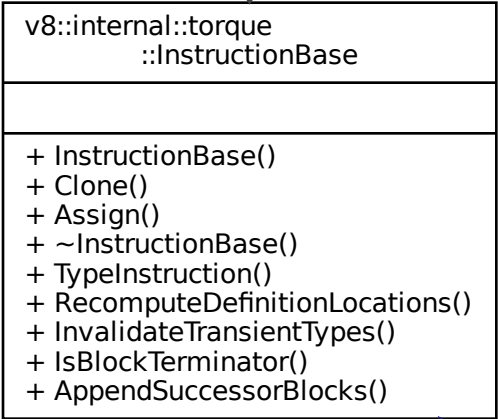 v8::internal::torque
::InstructionBase
+ InstructionBase()
+ Clone()
+ Assign()
+ ~InstructionBase()
+ TypeInstruction()
+ RecomputeDefinitionLocations()
+ InvalidateTransientTypes()
+ IsBlockTerminator()
+ AppendSuccessorBlocks()